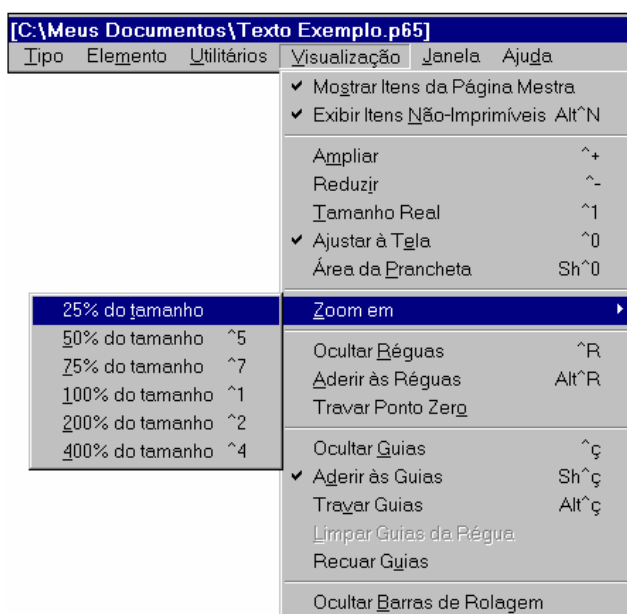 [C:\Meus Documentos\Texto Exemplo.p65]
Tipo Elemento Utilitários Visualização Janela Ajuda
✔ Mostrar Itens da Página Mestra
✔ Exibir Itens Não-Imprimíveis Alt^N
Ampliar ^+
Reduzir ^-
Tamanho Real ^1
✔ Ajustar à Tela ^0
Área da Prancheta Sh^0
Zoom em
25% do tamanho
50% do tamanho ^5
75% do tamanho ^7
100% do tamanho ^1
200% do tamanho ^2
400% do tamanho ^4
Ocultar Réguas ^R
Aderir às Réguas Alt^R
Travar Ponto Zero
Ocultar Guias ^ç
✔ Aderir às Guias Sh^ç
Travar Guias Alt^ç
Limpar Guias da Régua
Recuar Guias
Ocultar Barras de Rolagem